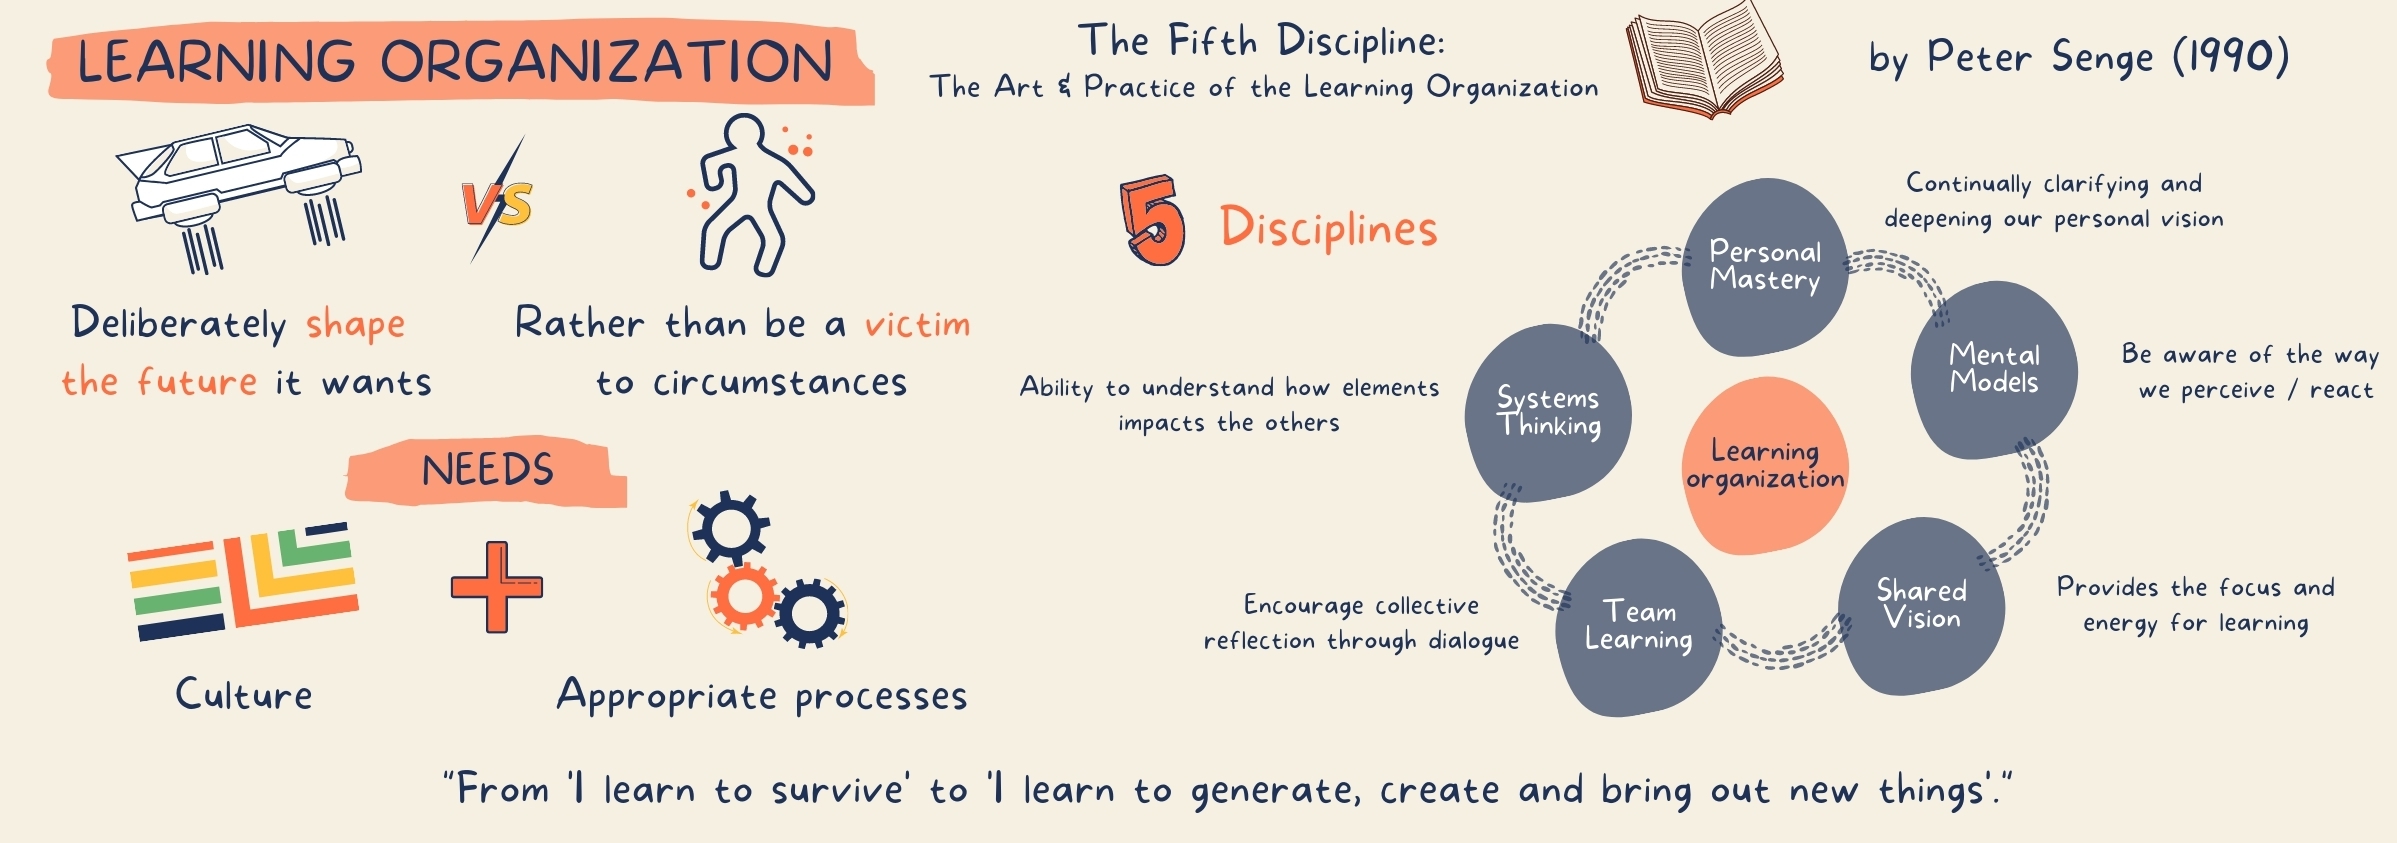 LEARNING ORGANIZATION
The Fifth Discipline:
The Art & Practice of the Learning Organization
by Peter Senge (1990)
VS
Deliberately shape
the future it wants
Rather than be a victim
to circumstances
NEEDS
Culture
Appropriate processes
5 Disciplines
Personal
Mastery
Continually clarifying and
deepening our personal vision
Mental
Models
Be aware of the way
we perceive / react
Shared
Vision
Provides the focus and
energy for learning
Team
Learning
Encourage collective
reflection through dialogue
Systems
Thinking
Ability to understand how elements
impacts the others
Learning
organization
"From 'I learn to survive' to 'I learn to generate, create and bring out new things'."